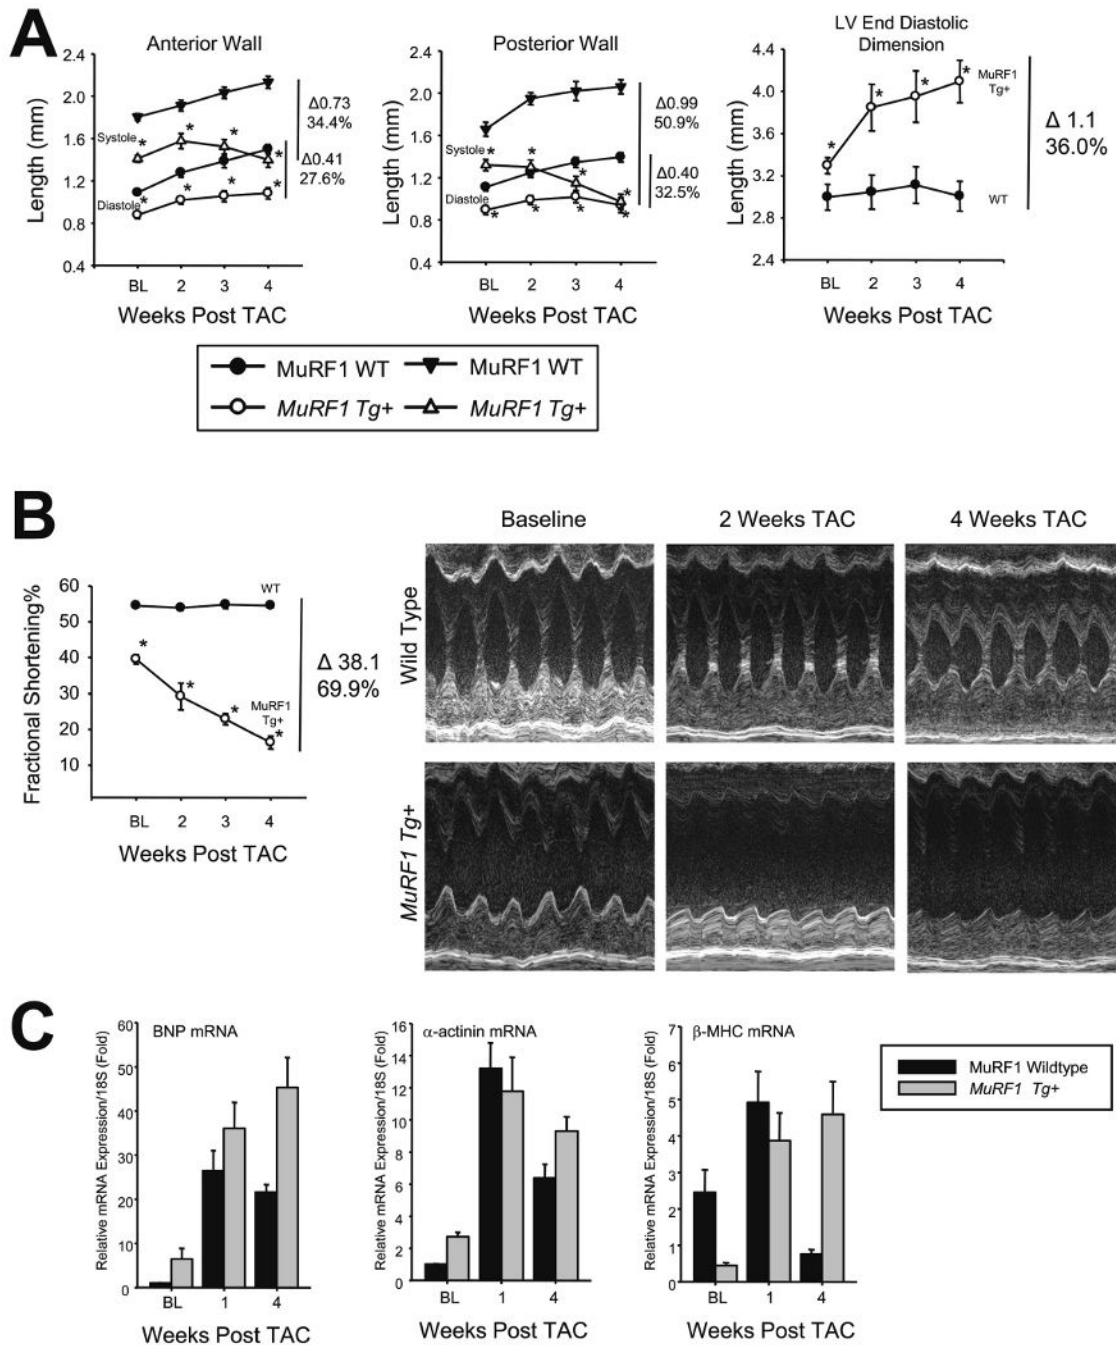 A
Anterior Wall
Length (mm)
2.4
2.0
1.6
1.2
0.8
0.4
Systole
Diastole
* * * *
* * * *
Δ0.73
34.4%
Δ0.41
27.6%
BL 2 3 4
Weeks Post TAC
Posterior Wall
Length (mm)
2.4
2.0
1.6
1.2
0.8
0.4
Systole
Diastole
* * * *
* * * *
Δ0.99
50.9%
Δ0.40
32.5%
BL 2 3 4
Weeks Post TAC
LV End Diastolic
Dimension
Length (mm)
4.4
4.0
3.6
3.2
2.8
2.4
* * * *
MuRF1
Tg+
WT
Δ 1.1
36.0%
BL 2 3 4
Weeks Post TAC
MuRF1 WT MuRF1 WT
MuRF1 Tg+ MuRF1 Tg+
B
Fractional Shortening%
60
50
40
30
20
10
WT
* * * *
MuRF1
Tg+
Δ 38.1
69.9%
BL 2 3 4
Weeks Post TAC
Baseline
2 Weeks TAC
4 Weeks TAC
Wild Type
MuRF1 Tg+
C
BNP mRNA
Relative mRNA Expression/18S (Fold)
60
50
40
30
20
10
0
BL 1 4
Weeks Post TAC
α-actinin mRNA
Relative mRNA Expression/18S (Fold)
16
14
12
10
8
6
4
2
0
BL 1 4
Weeks Post TAC
β-MHC mRNA
Relative mRNA Expression/18S (Fold)
7
6
5
4
3
2
1
0
BL 1 4
Weeks Post TAC
MuRF1 Wildtype
MuRF1 Tg+